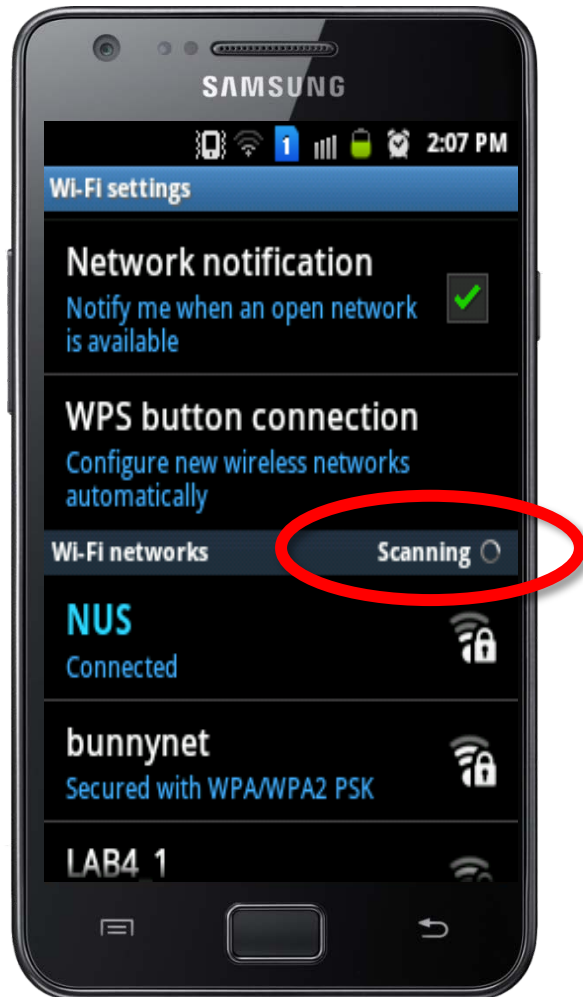 SAMSUNG
1 2:07 PM
Wi-Fi settings
Network notification
Notify me when an open network
is available
WPS button connection
Configure new wireless networks
automatically
Wi-Fi networks Scanning
NUS
Connected
bunnynet
Secured with WPA/WPA2 PSK
LAB4_1